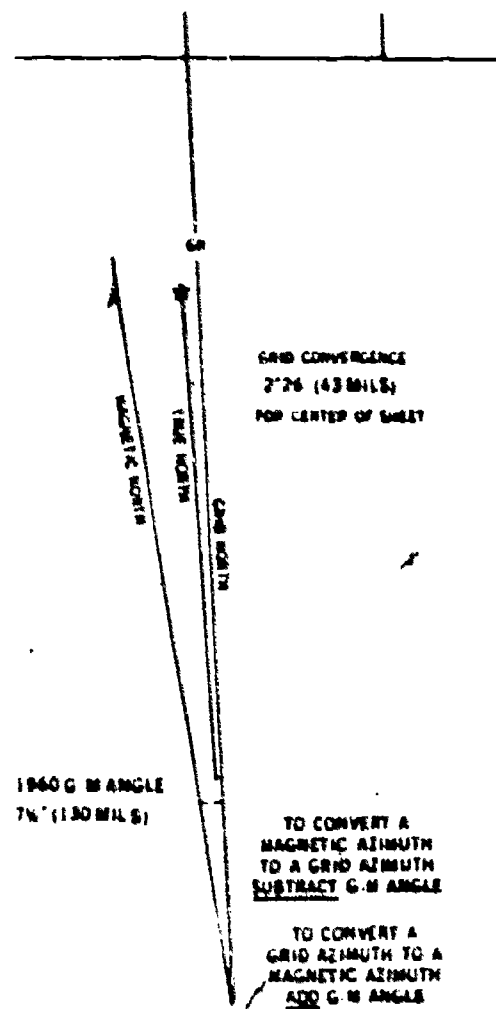 GRID CONVERGENCE
2°26 (43 MILS)
FOR CENTER OF SHEET
MAGNETIC NORTH
TRUE NORTH
GRID NORTH
1960 G-M ANGLE
7¼° (130 MILS)
TO CONVERT A
MAGNETIC AZIMUTH
TO A GRID AZIMUTH
SUBTRACT G-M ANGLE
TO CONVERT A
GRID AZIMUTH TO A
MAGNETIC AZIMUTH
ADD G-M ANGLE